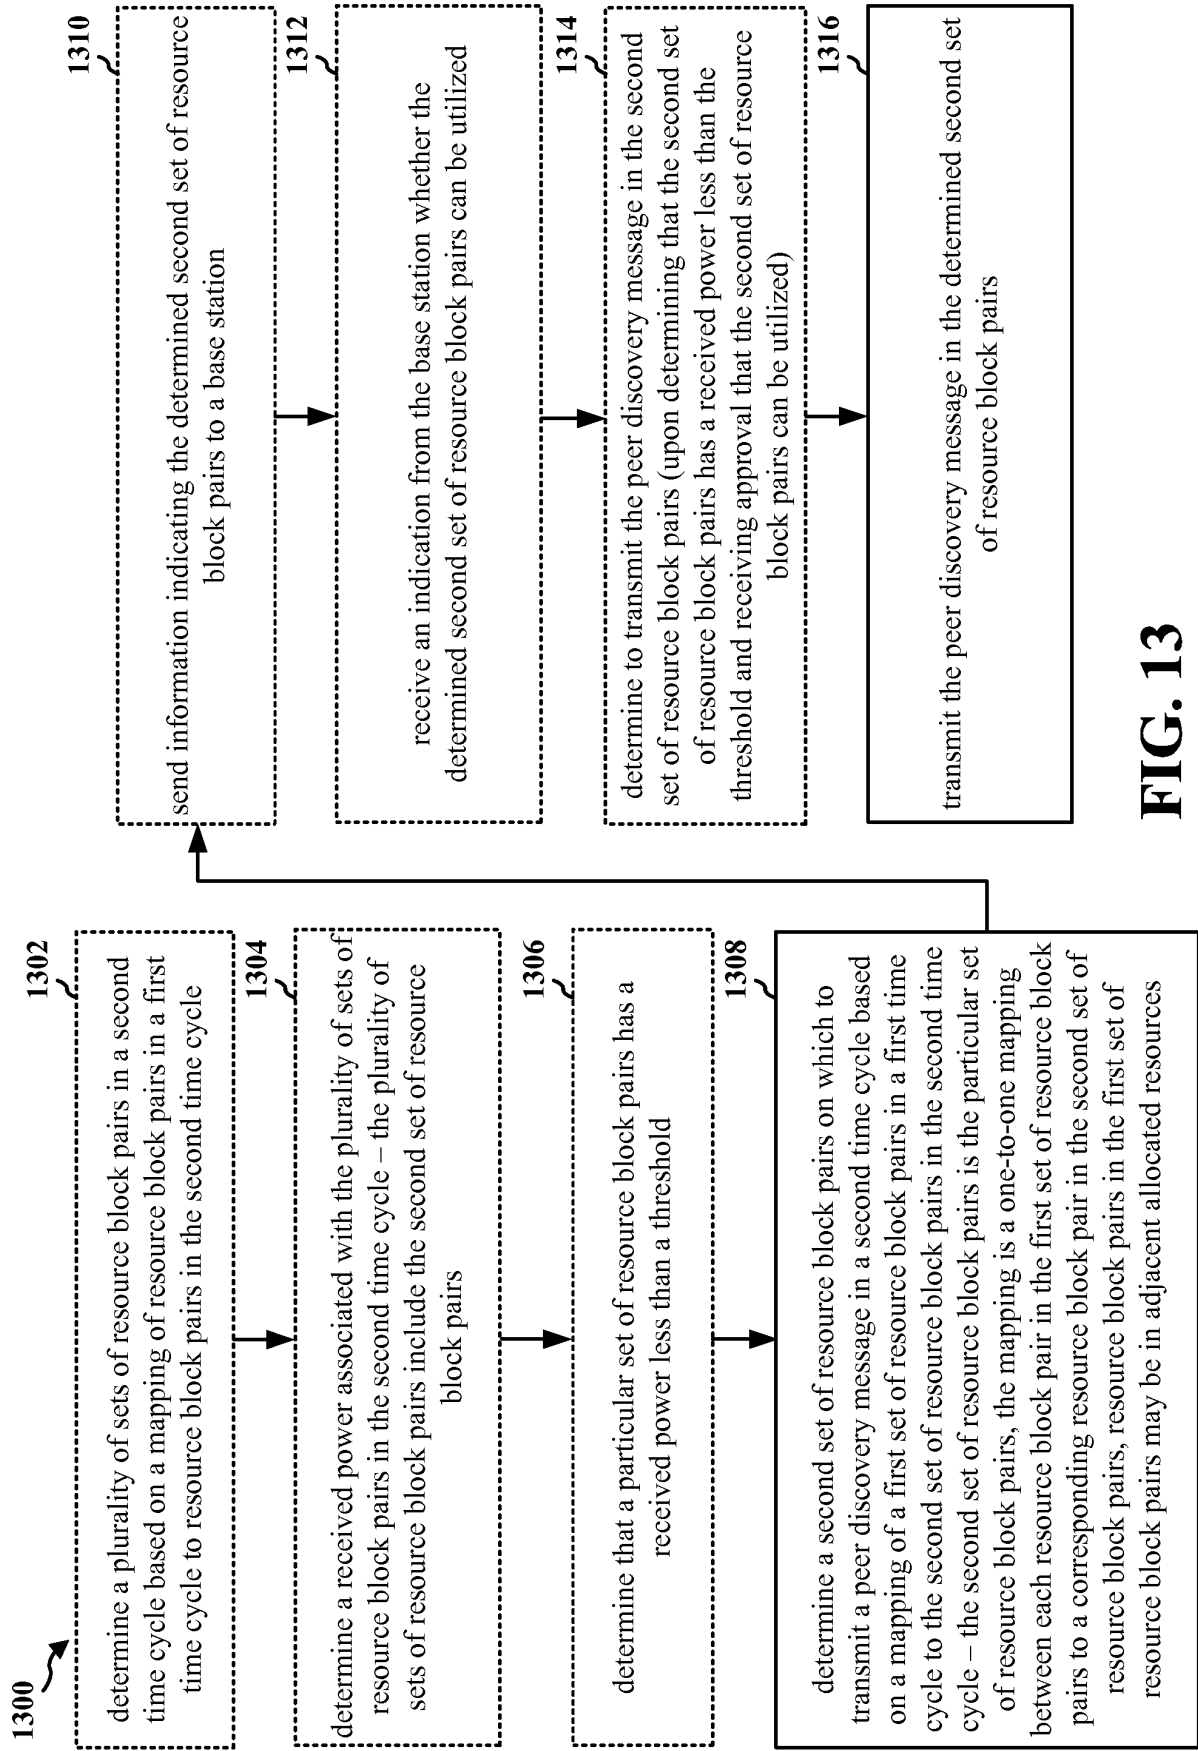 1300
1302
determine a plurality of sets of resource block pairs in a second
time cycle based on a mapping of resource block pairs in a first
time cycle to resource block pairs in the second time cycle
1304
determine a received power associated with the plurality of sets of
resource block pairs in the second time cycle – the plurality of
sets of resource block pairs include the second set of resource
block pairs
1306
determine that a particular set of resource block pairs has a
received power less than a threshold
1308
determine a second set of resource block pairs on which to
transmit a peer discovery message in a second time cycle based
on a mapping of a first set of resource block pairs in a first time
cycle to the second set of resource block pairs in the second time
cycle – the second set of resource block pairs is the particular set
of resource block pairs, the mapping is a one-to-one mapping
between each resource block pair in the first set of resource block
pairs to a corresponding resource block pair in the second set of
resource block pairs, resource block pairs in the first set of
resource block pairs may be in adjacent allocated resources
1310
send information indicating the determined second set of resource
block pairs to a base station
1312
receive an indication from the base station whether the
determined second set of resource block pairs can be utilized
1314
determine to transmit the peer discovery message in the second
set of resource block pairs (upon determining that the second set
of resource block pairs has a received power less than the
threshold and receiving approval that the second set of resource
block pairs can be utilized)
1316
transmit the peer discovery message in the determined second set
of resource block pairs
FIG. 13